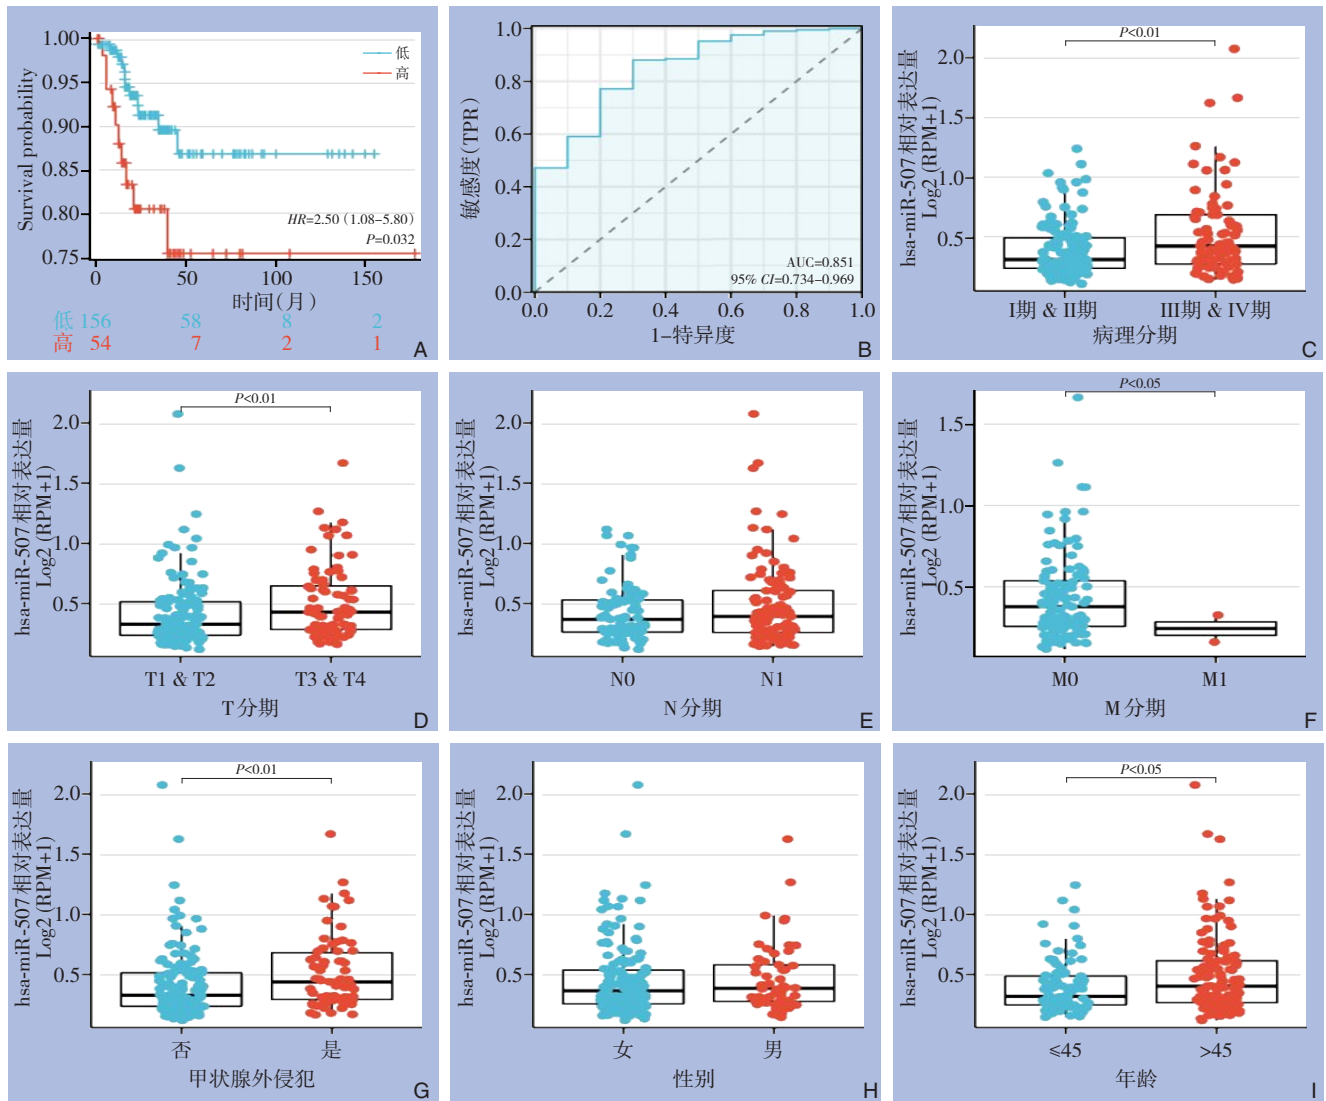 1.00
0.95
0.90
0.85
0.80
0.75
Survival probability
低
高
HR=2.50（1.08–5.80）
P=0.032
0 50 100 150
时间(月)
低 156 58 8 2
高 54 7 2 1
A
1.0
0.8
0.6
0.4
0.2
0.0
敏感度(TPR)
AUC=0.851
95% CI=0.734–0.969
0.0 0.2 0.4 0.6 0.8 1.0
1–特异度
B
P<0.01
2.0
1.5
1.0
0.5
hsa-miR-507相对表达量
Log2 (RPM+1)
I期 & II期 III期 & IV期
病理分期
C
P<0.01
2.0
1.5
1.0
0.5
hsa-miR-507相对表达量
Log2 (RPM+1)
T1 & T2 T3 & T4
T分期
D
2.0
1.5
1.0
0.5
hsa-miR-507相对表达量
Log2 (RPM+1)
N0 N1
N分期
E
P<0.05
1.5
1.0
0.5
hsa-miR-507相对表达量
Log2 (RPM+1)
M0 M1
M分期
F
P<0.01
2.0
1.5
1.0
0.5
hsa-miR-507相对表达量
Log2 (RPM+1)
否 是
甲状腺外侵犯
G
2.0
1.5
1.0
0.5
hsa-miR-507相对表达量
Log2 (RPM+1)
女 男
性别
H
P<0.05
2.0
1.5
1.0
0.5
hsa-miR-507相对表达量
Log2 (RPM+1)
≤45 >45
年龄
I